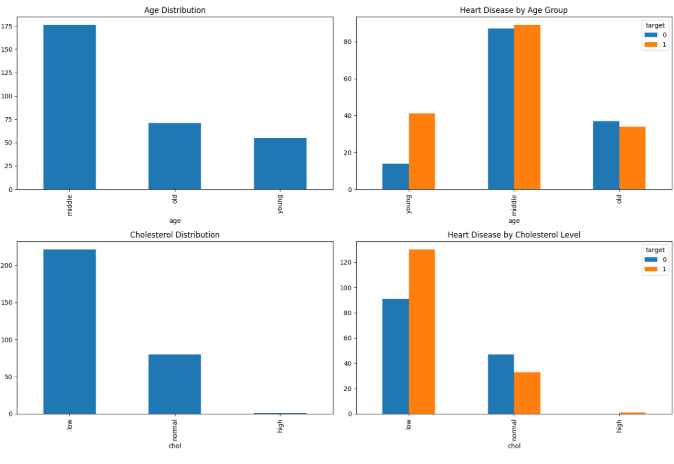 Age Distribution
175
150
125
100
75
50
25
0
middle
old
young
age
Heart Disease by Age Group
target
0
1
80
60
40
20
0
young
middle
old
age
Cholesterol Distribution
200
150
100
50
0
low
normal
high
chol
Heart Disease by Cholesterol Level
target
0
1
120
100
80
60
40
20
0
low
normal
high
chol